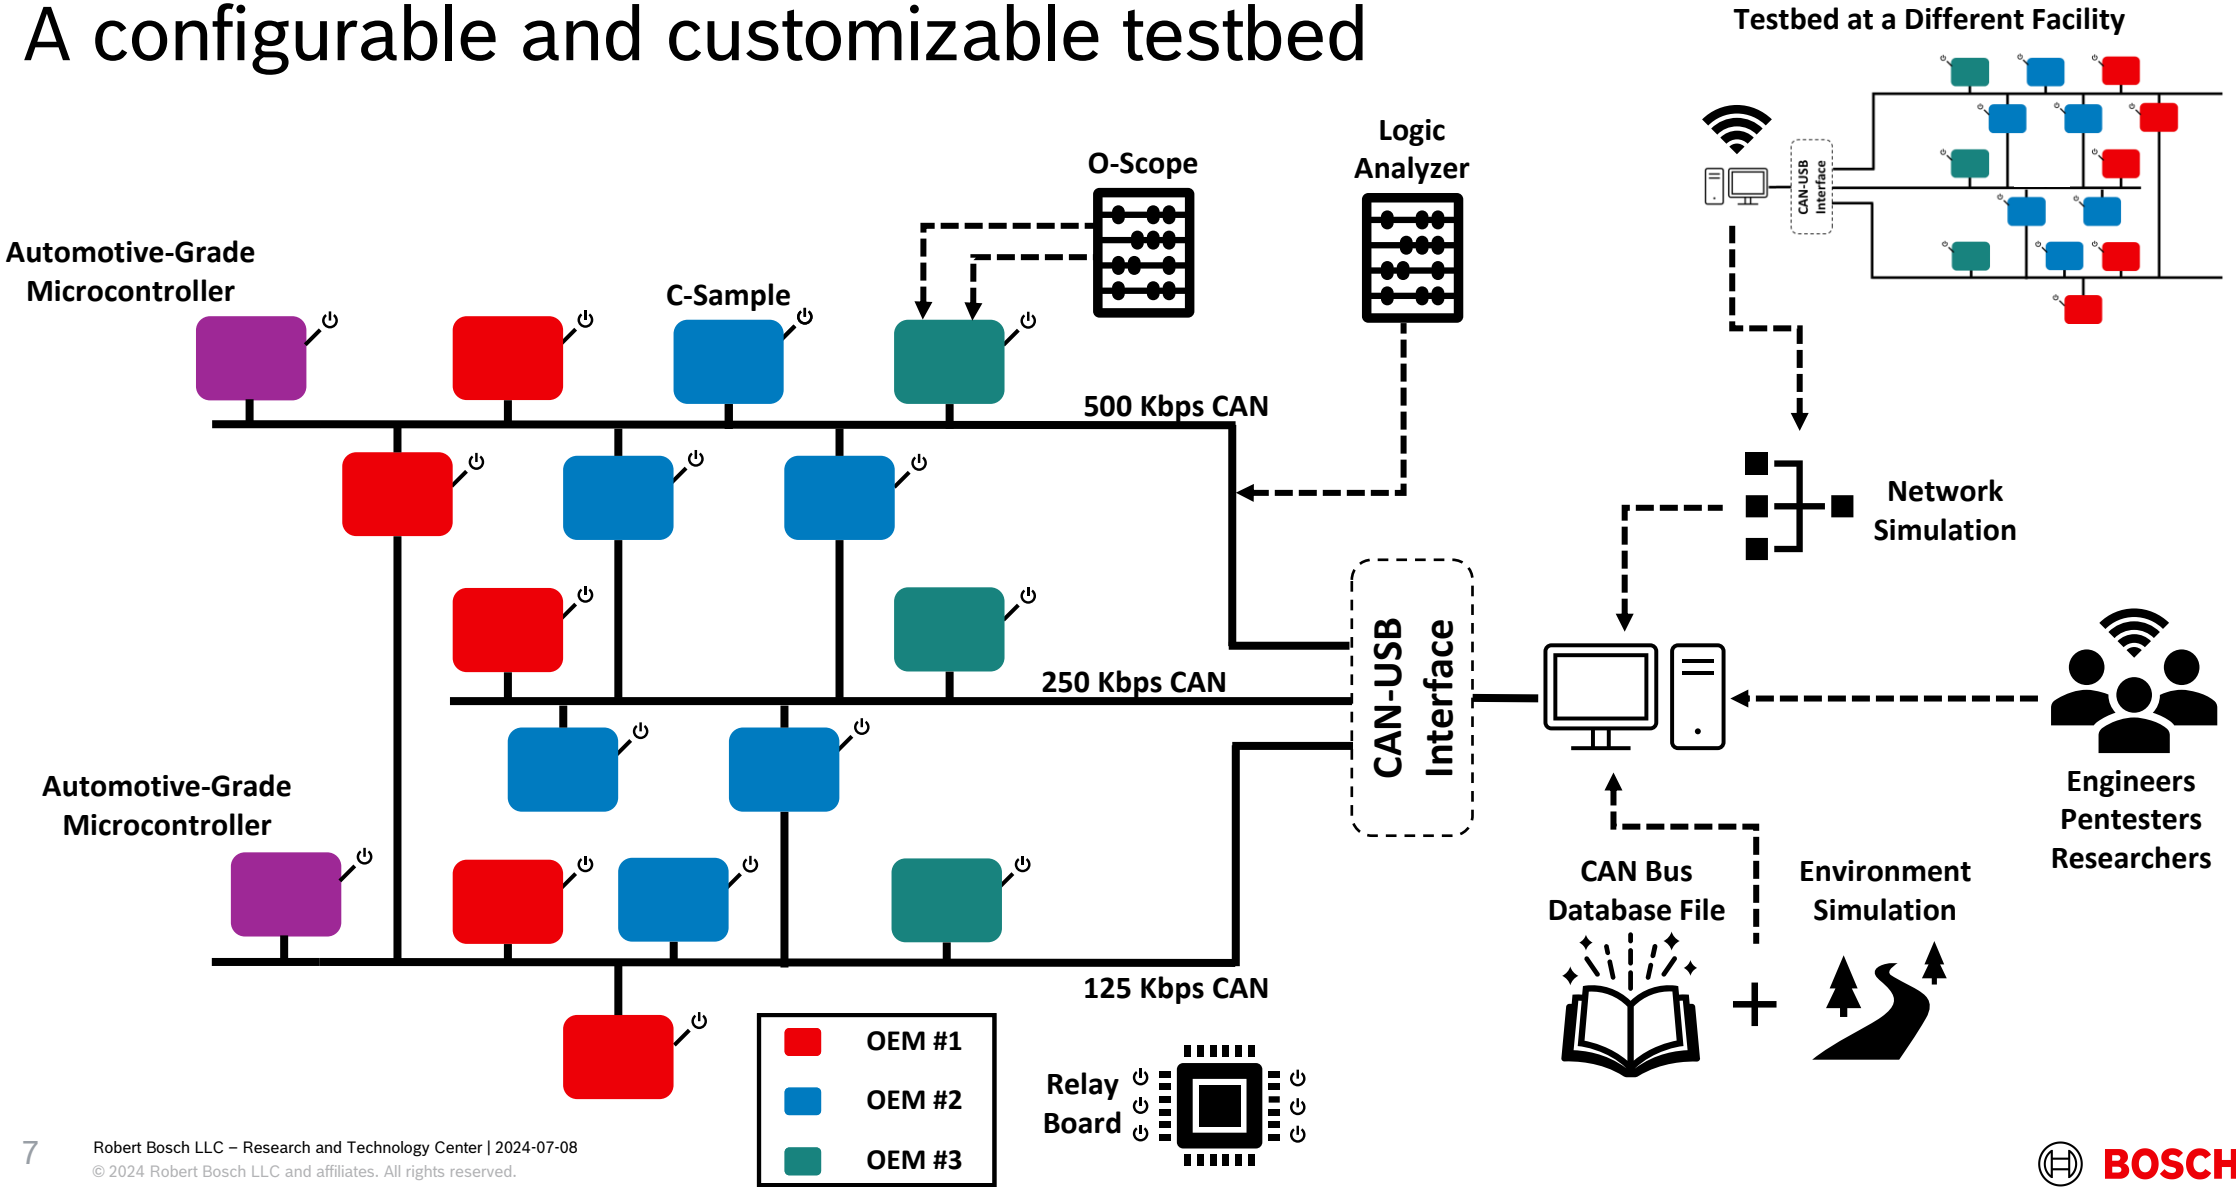 A configurable and customizable testbed
Testbed at a Different Facility
CAN-USB
Interface
Logic
Analyzer
O-Scope
Automotive-Grade
Microcontroller
C-Sample
500 Kbps CAN
Network
Simulation
CAN-USB
Interface
250 Kbps CAN
Engineers
Pentesters
Researchers
Automotive-Grade
Microcontroller
CAN Bus
Database File
Environment
Simulation
125 Kbps CAN
OEM #1
OEM #2
OEM #3
Relay
Board
7
Robert Bosch LLC – Research and Technology Center | 2024-07-08
© 2024 Robert Bosch LLC and affiliates. All rights reserved.
BOSCH